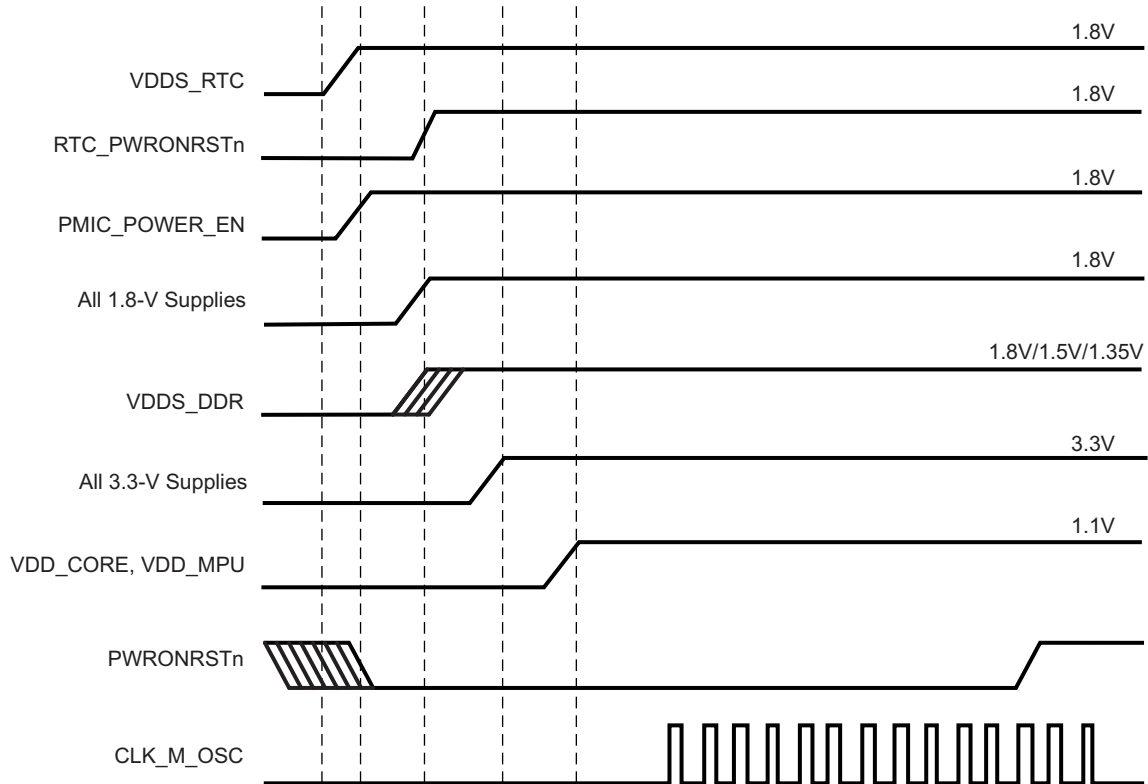 1.8V
VDDS_RTC
1.8V
RTC_PWRONRSTn
1.8V
PMIC_POWER_EN
1.8V
All 1.8-V Supplies
1.8V/1.5V/1.35V
VDDS_DDR
3.3V
All 3.3-V Supplies
1.1V
VDD_CORE, VDD_MPU
PWRONRSTn
CLK_M_OSC